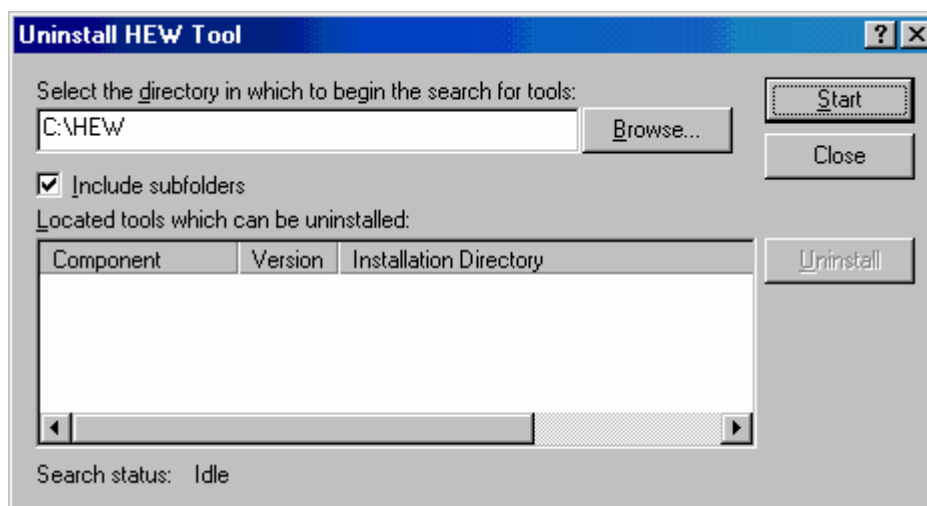 Uninstall HEW Tool
Select the directory in which to begin the search for tools:
Start
C:\HEW
Browse...
Close
Include subfolders
Located tools which can be uninstalled:
Component Version Installation Directory
Uninstall
Search status: Idle